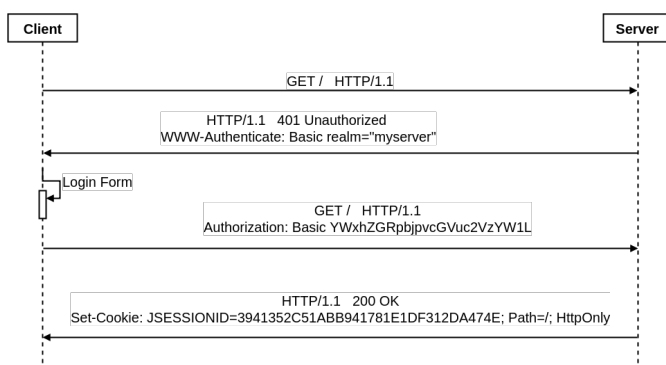 Client
Server
GET /   HTTP/1.1
HTTP/1.1   401 Unauthorized
WWW-Authenticate: Basic realm="myserver"
Login Form
GET /   HTTP/1.1
Authorization: Basic YWxhZGRpbjpvcGVuc2VzYW1L
HTTP/1.1   200 OK
Set-Cookie: JSESSIONID=3941352C51ABB941781E1DF312DA474E; Path=/; HttpOnly